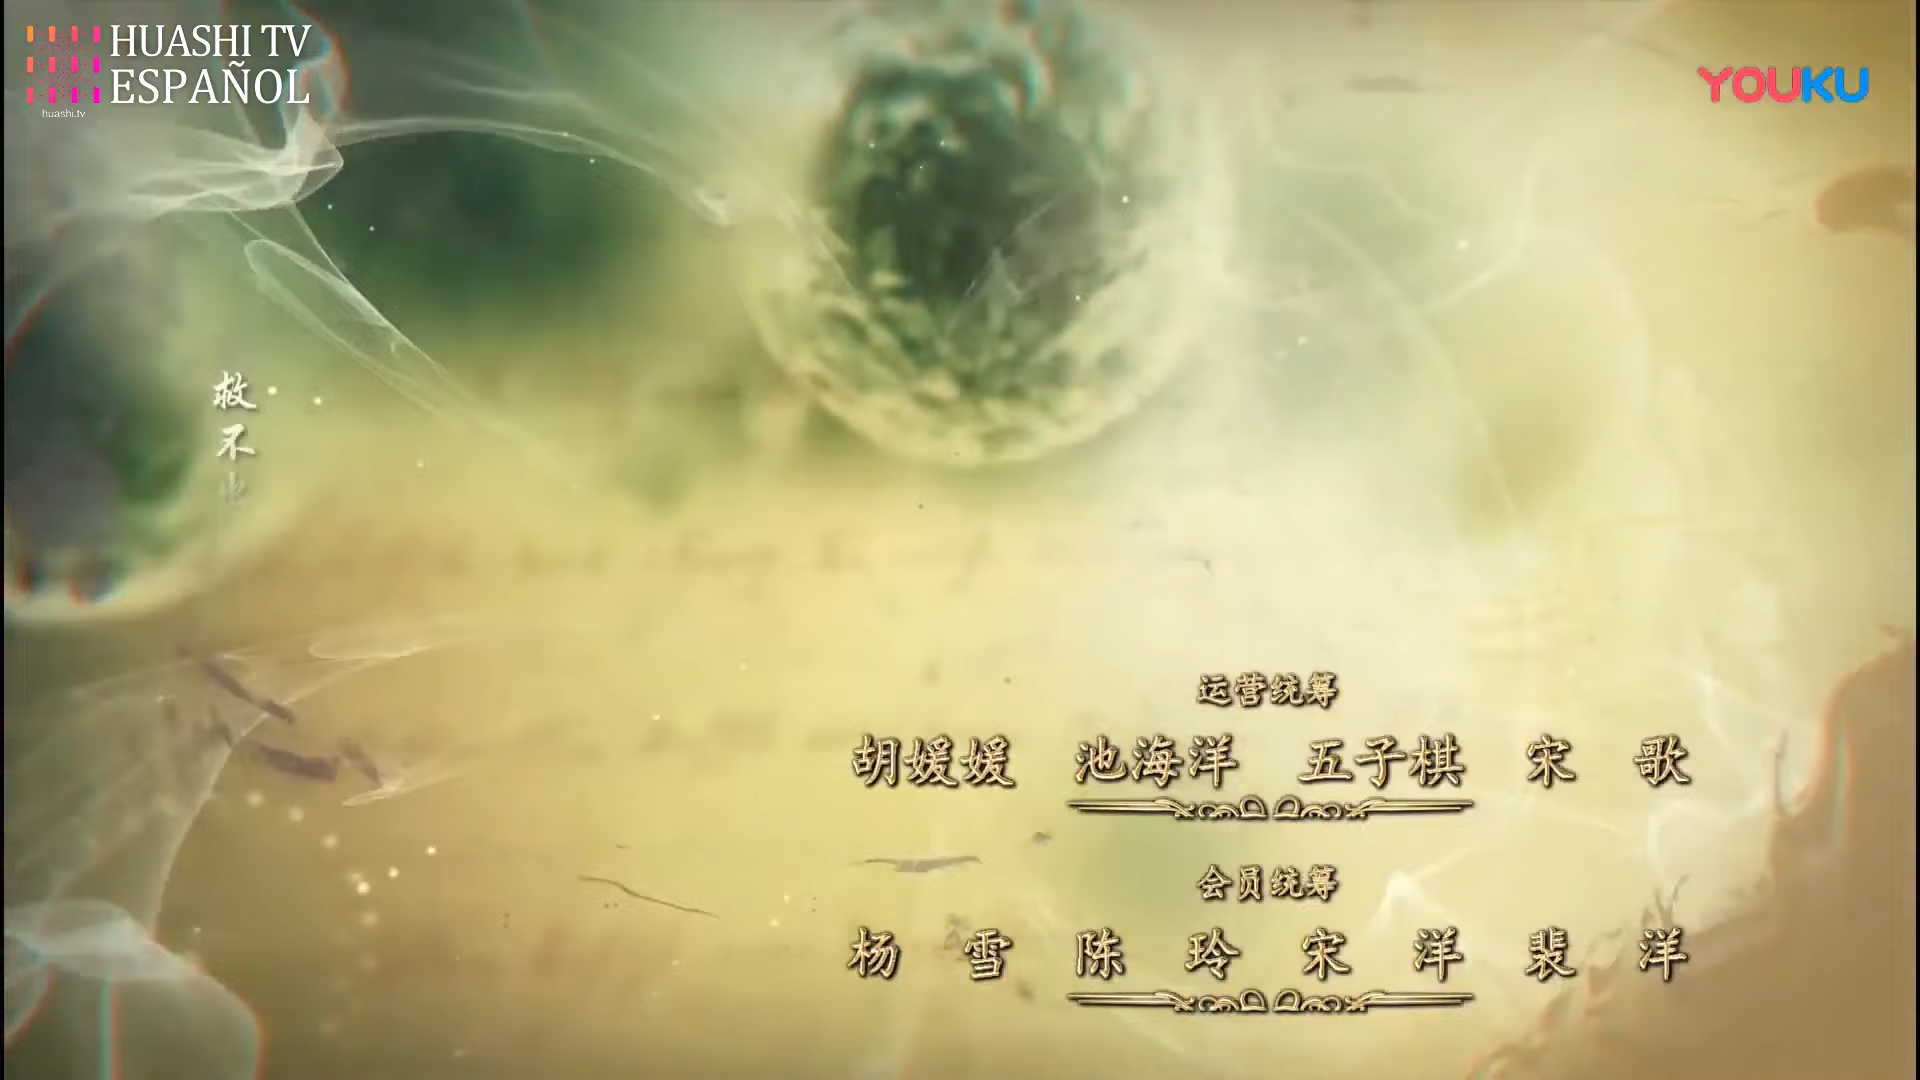 HUASHI TV
ESPAÑOL
huashi.tv
YOUKU
救不
运营统筹
胡媛媛 池海洋 五子棋 宋歌
会员统筹
杨雪 陈玲 宋洋 裴洋